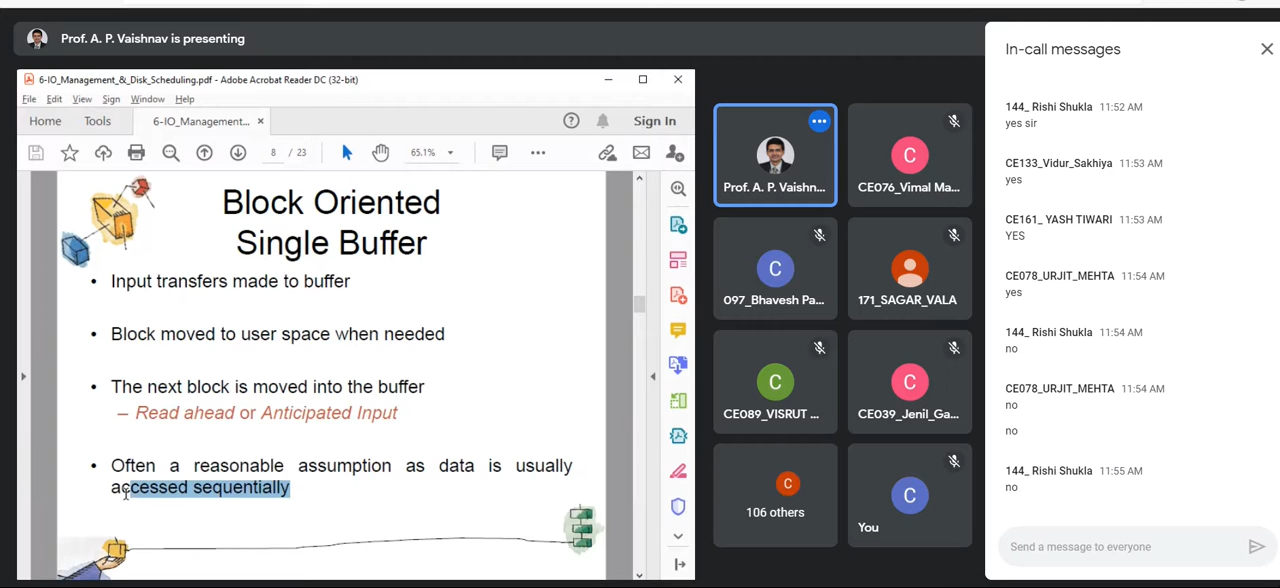 Prof. A. P. Vaishnav is presenting
6-IO_Management_&_Disk_Scheduling.pdf - Adobe Acrobat Reader DC (32-bit)
File Edit View Sign Window Help
Home Tools 6-IO_Management... × Sign In
8 / 23 65.1%
Block Oriented
Single Buffer
• Input transfers made to buffer
• Block moved to user space when needed
• The next block is moved into the buffer
– Read ahead or Anticipated Input
• Often a reasonable assumption as data is usually
accessed sequentially
Prof. A. P. Vaishn...
C
CE076_Vimal Ma...
C
097_Bhavesh Pa...
171_SAGAR_VALA
C
CE089_VISRUT ...
C
CE039_Jenil_Ga...
C
106 others
C
You
In-call messages
144_ Rishi Shukla 11:52 AM
yes sir
CE133_Vidur_Sakhiya 11:53 AM
yes
CE161_ YASH TIWARI 11:53 AM
YES
CE078_URJIT_MEHTA 11:54 AM
yes
144_ Rishi Shukla 11:54 AM
no
CE078_URJIT_MEHTA 11:54 AM
no
no
144_ Rishi Shukla 11:55 AM
no
Send a message to everyone